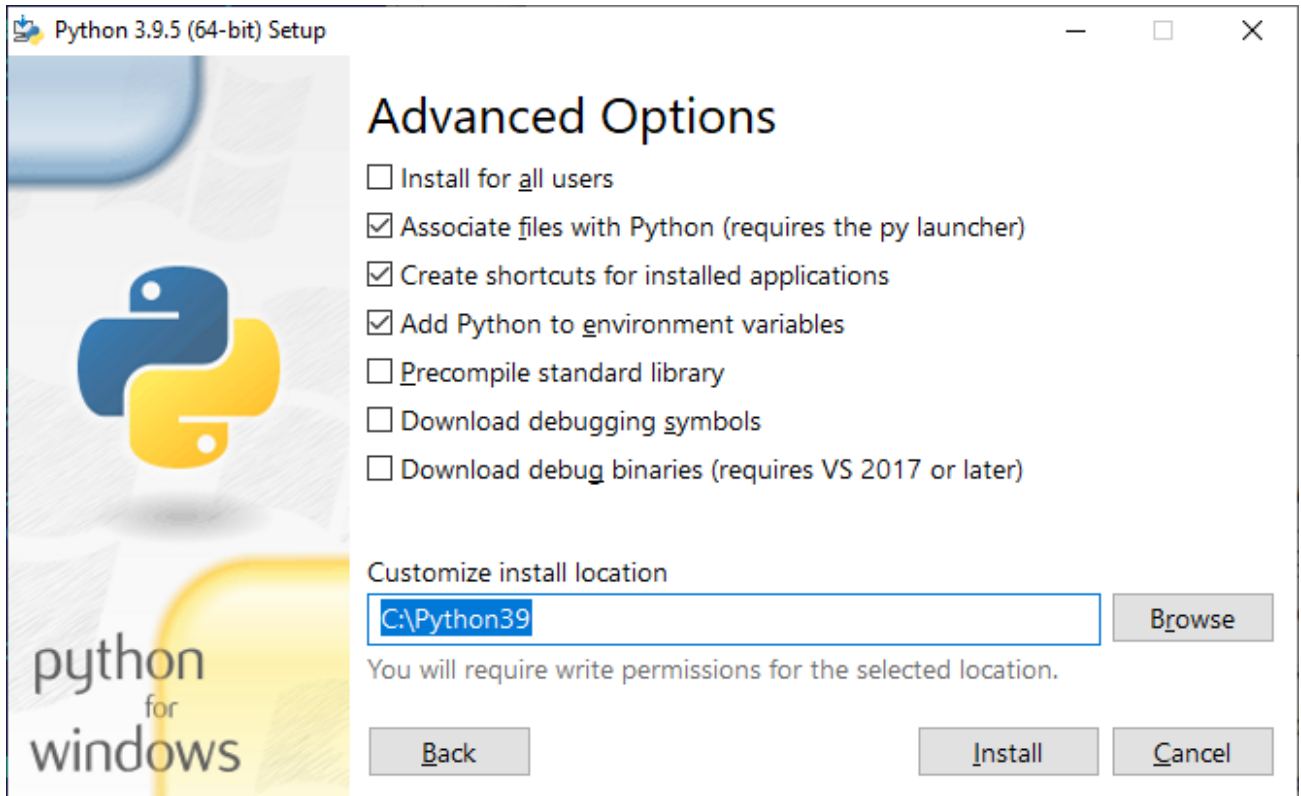 Python 3.9.5 (64-bit) Setup
Advanced Options
Install for all users
Associate files with Python (requires the py launcher)
Create shortcuts for installed applications
Add Python to environment variables
Precompile standard library
Download debugging symbols
Download debug binaries (requires VS 2017 or later)
Customize install location
C:\Python39
Browse
You will require write permissions for the selected location.
python
for
windows
Back
Install
Cancel